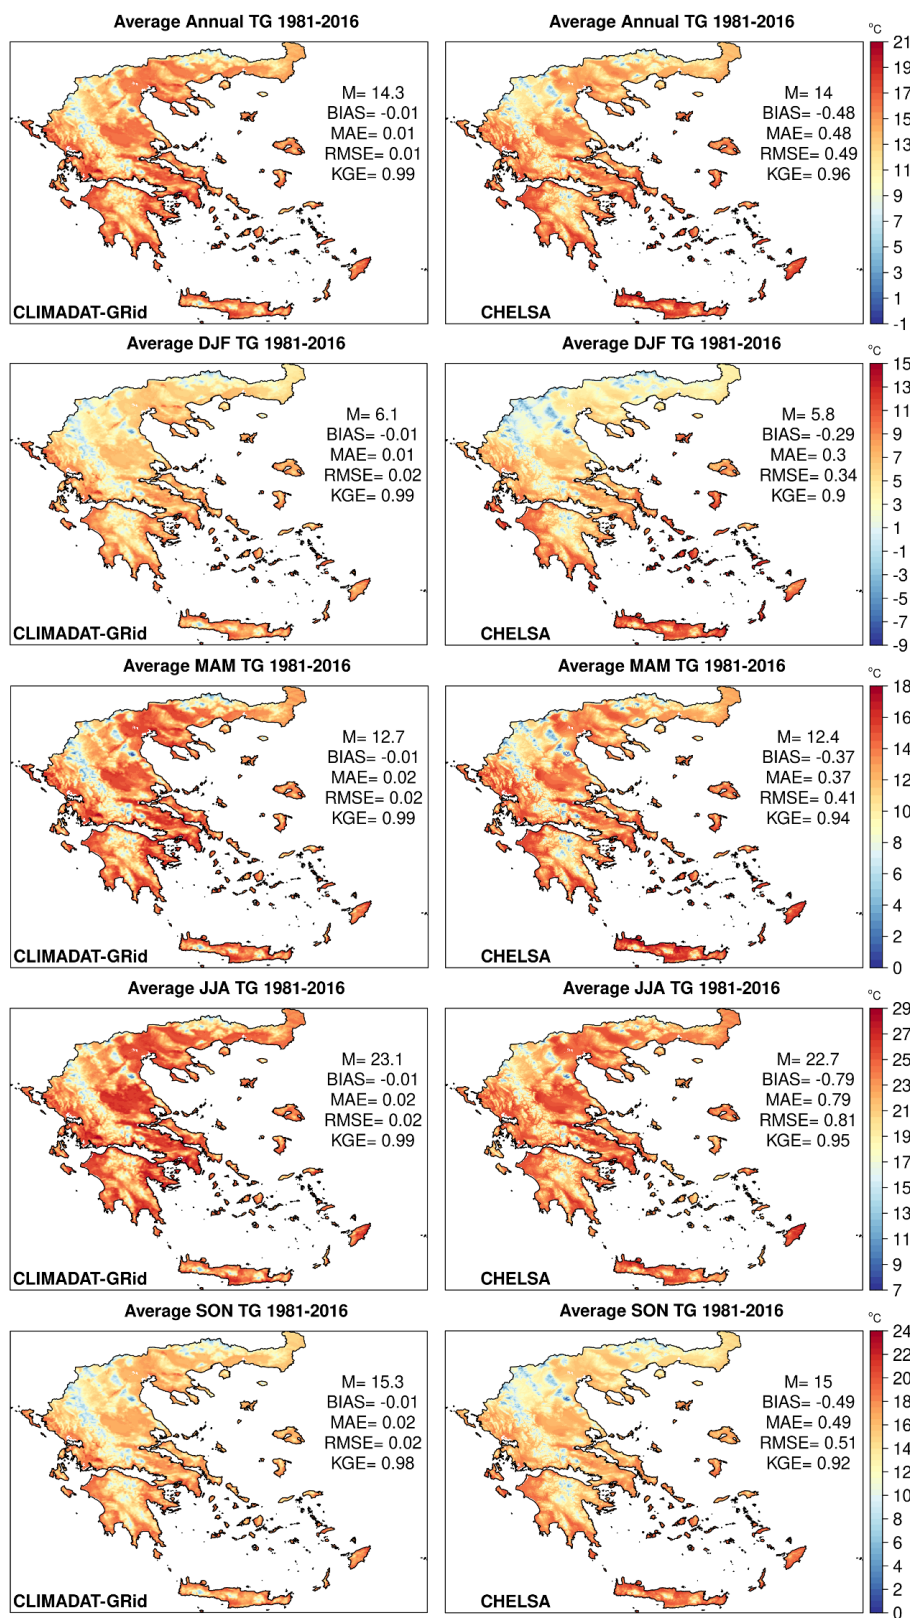 Average Annual TG 1981-2016
M= 14.3
BIAS= -0.01
MAE= 0.01
RMSE= 0.01
KGE= 0.99
CLIMADAT-GRid
Average Annual TG 1981-2016
M= 14
BIAS= -0.48
MAE= 0.48
RMSE= 0.49
KGE= 0.96
CHELSA
°C
21
19
17
15
13
11
9
7
5
3
1
-1
Average DJF TG 1981-2016
M= 6.1
BIAS= -0.01
MAE= 0.01
RMSE= 0.02
KGE= 0.99
CLIMADAT-GRid
Average DJF TG 1981-2016
M= 5.8
BIAS= -0.29
MAE= 0.3
RMSE= 0.34
KGE= 0.9
CHELSA
°C
15
13
11
9
7
5
3
1
-1
-3
-5
-7
-9
Average MAM TG 1981-2016
M= 12.7
BIAS= -0.01
MAE= 0.02
RMSE= 0.02
KGE= 0.99
CLIMADAT-GRid
Average MAM TG 1981-2016
M= 12.4
BIAS= -0.37
MAE= 0.37
RMSE= 0.41
KGE= 0.94
CHELSA
°C
18
16
14
12
10
8
6
4
2
0
Average JJA TG 1981-2016
M= 23.1
BIAS= -0.01
MAE= 0.02
RMSE= 0.02
KGE= 0.99
CLIMADAT-GRid
Average JJA TG 1981-2016
M= 22.7
BIAS= -0.79
MAE= 0.79
RMSE= 0.81
KGE= 0.95
CHELSA
°C
29
27
25
23
21
19
17
15
13
11
9
7
Average SON TG 1981-2016
M= 15.3
BIAS= -0.01
MAE= 0.02
RMSE= 0.02
KGE= 0.98
CLIMADAT-GRid
Average SON TG 1981-2016
M= 15
BIAS= -0.49
MAE= 0.49
RMSE= 0.51
KGE= 0.92
CHELSA
°C
24
22
20
18
16
14
12
10
8
6
4
2
0